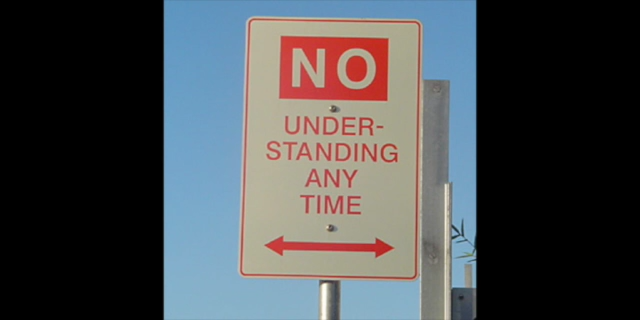 NO
UNDER-
STANDING
ANY
TIME